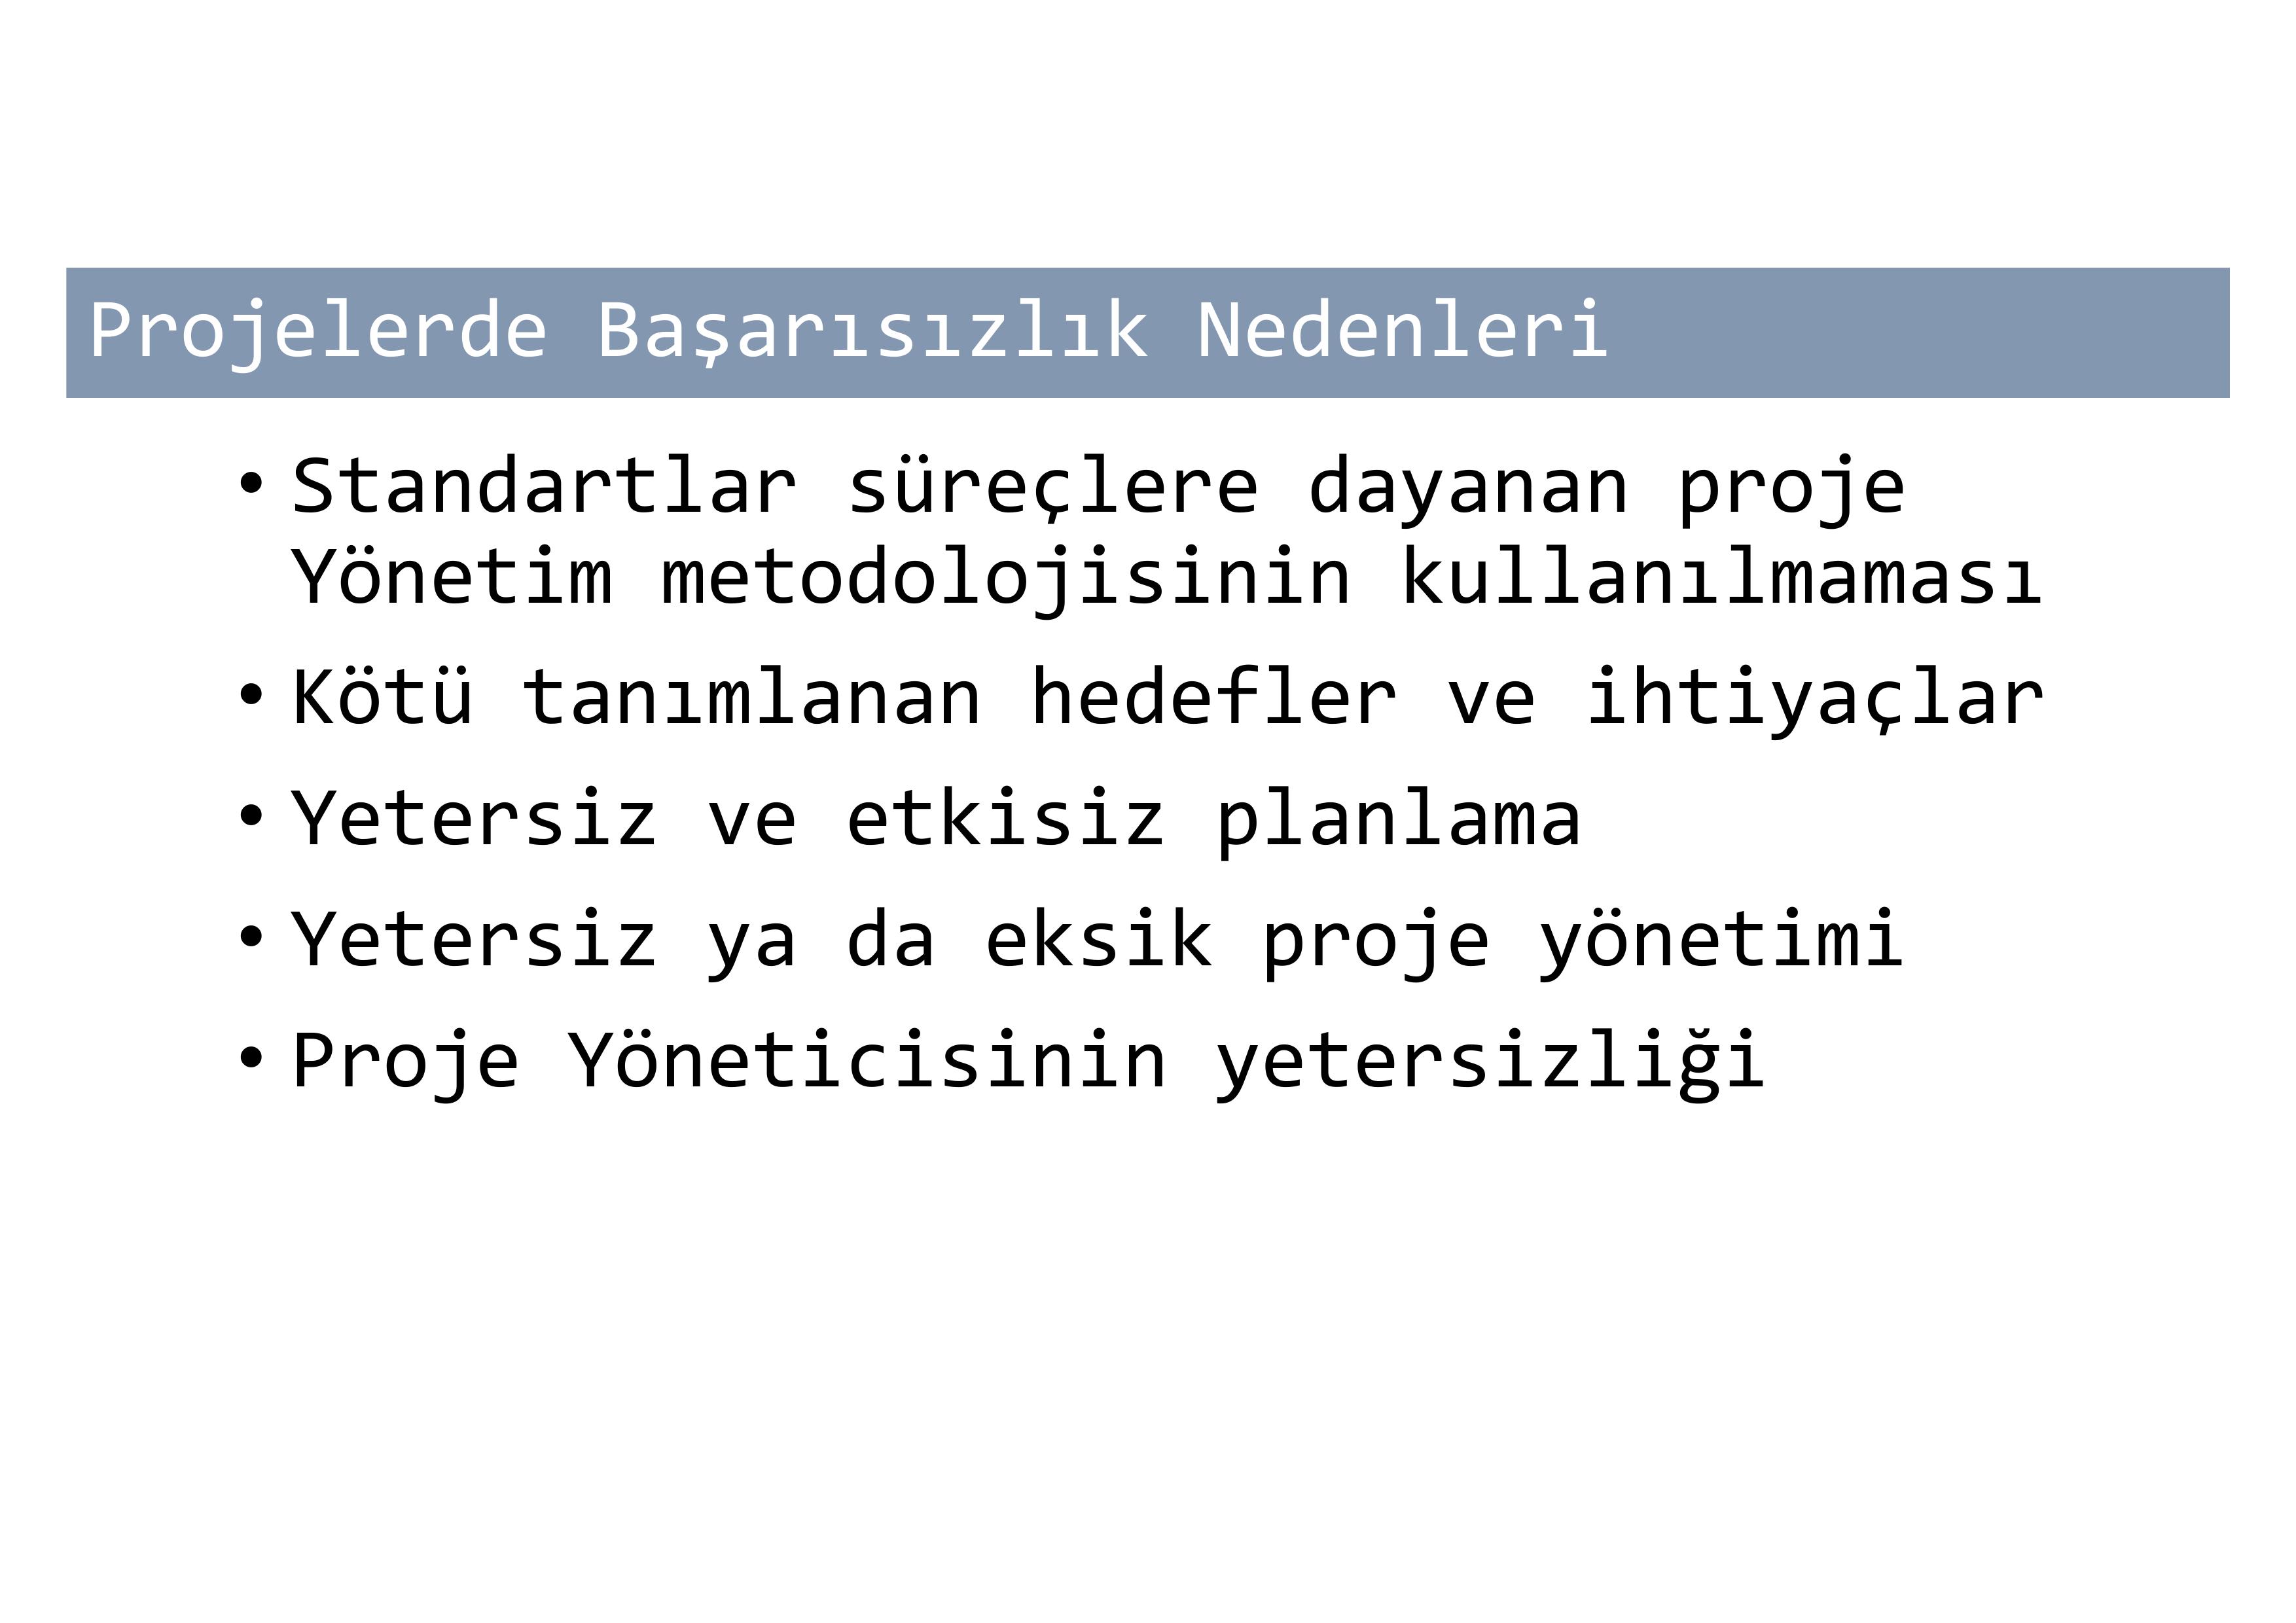 Projelerde Başarısızlık Nedenleri
• Standartlar süreçlere dayanan proje
Yönetim metodolojisinin kullanılmaması
• Kötü tanımlanan hedefler ve ihtiyaçlar
• Yetersiz ve etkisiz planlama
• Yetersiz ya da eksik proje yönetimi
• Proje Yöneticisinin yetersizliği